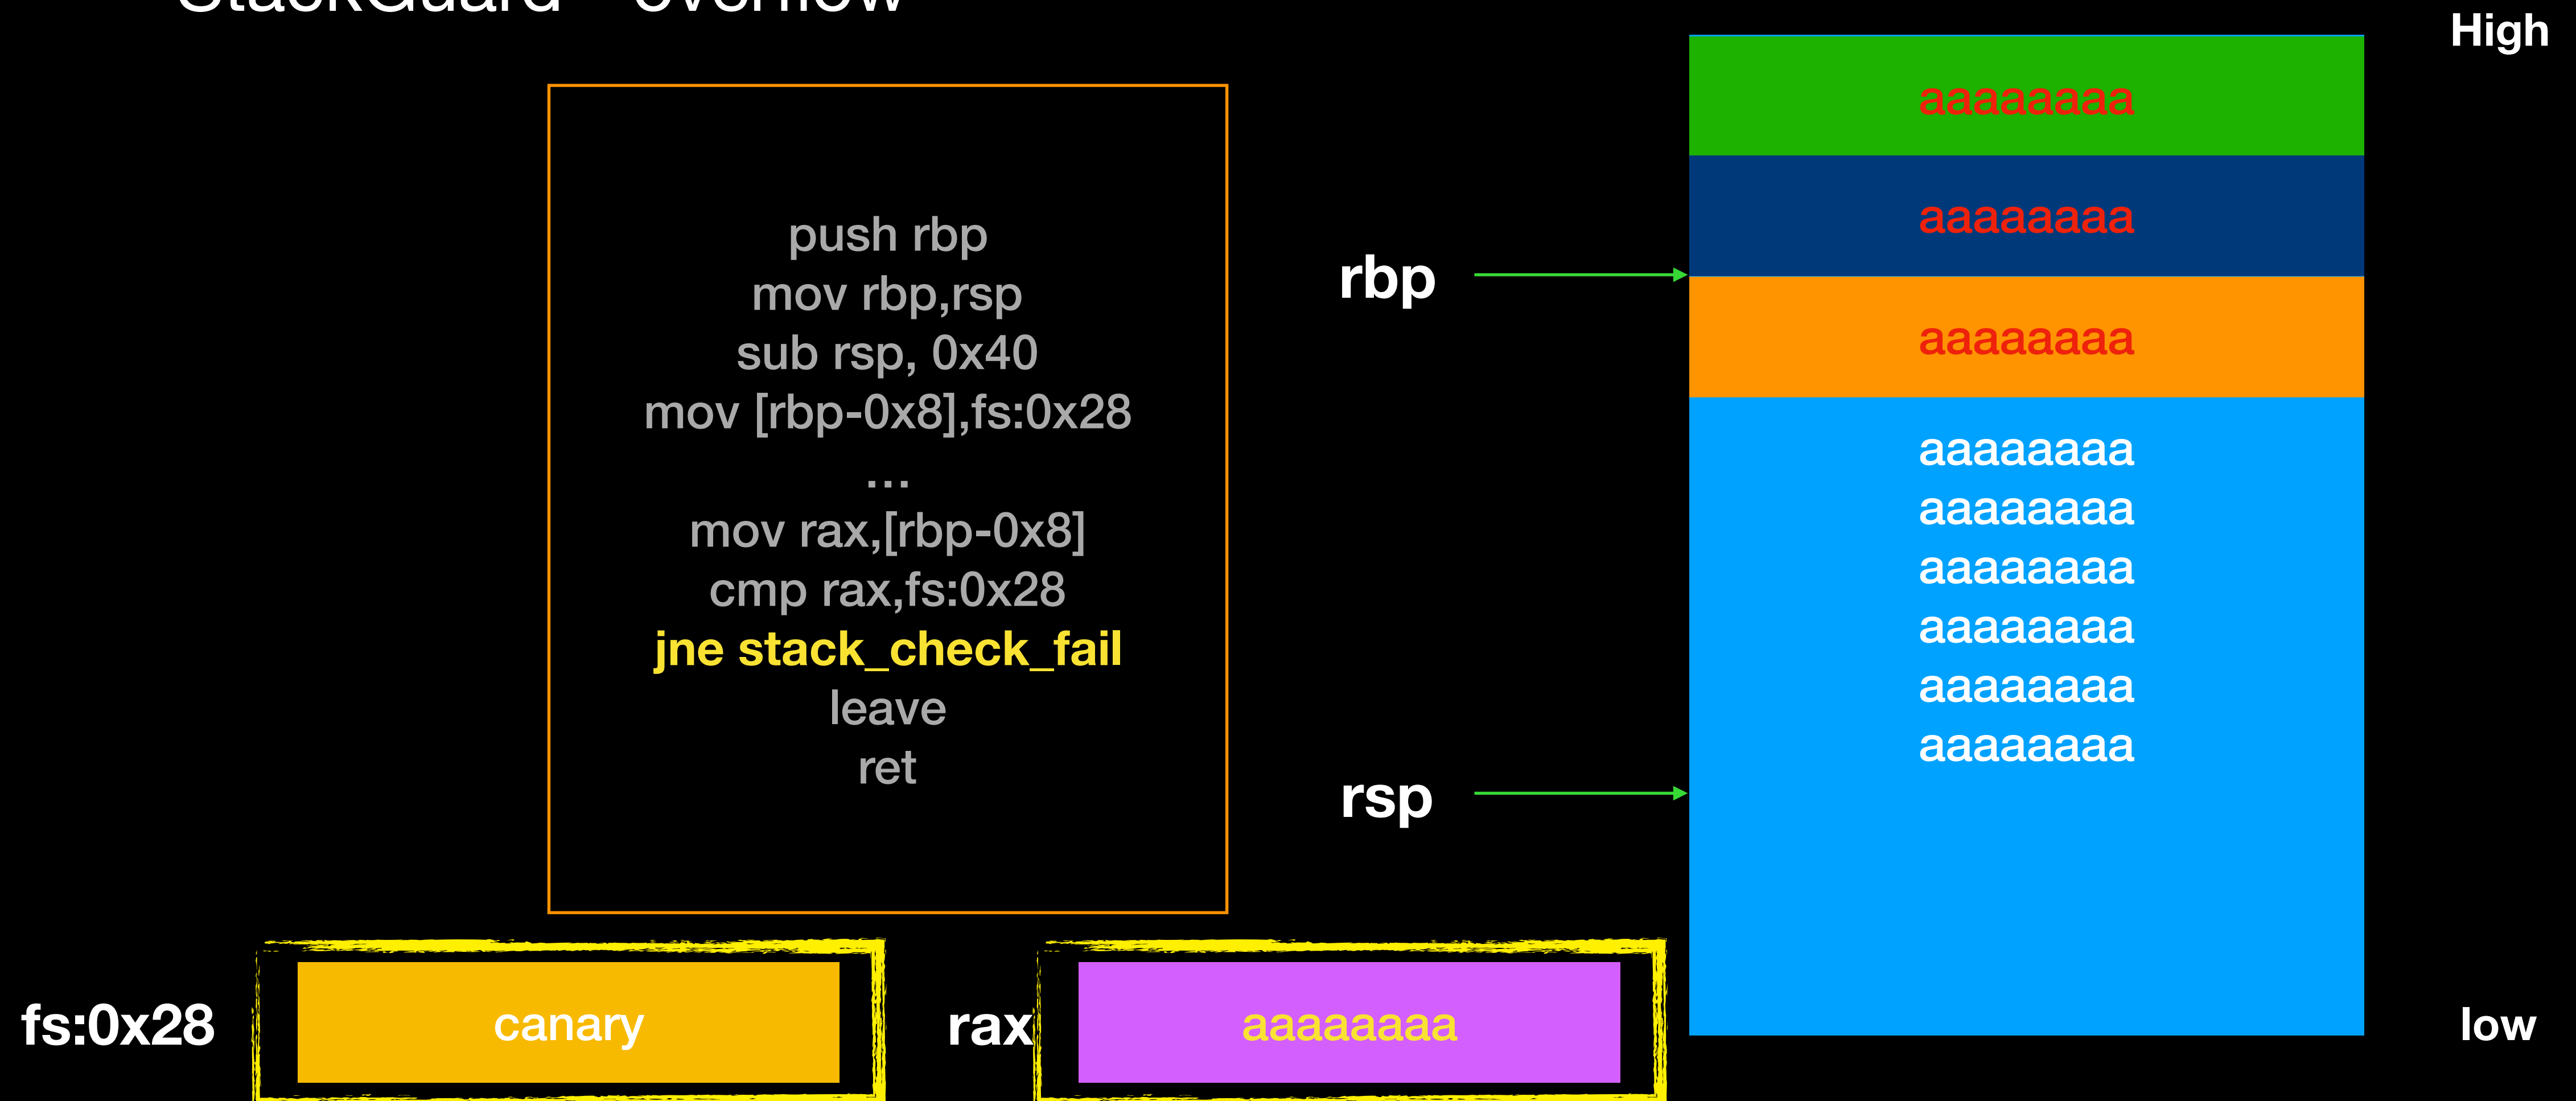 StackGuard - overflow
push rbp
mov rbp,rsp
sub rsp, 0x40
mov [rbp-0x8],fs:0x28
…
mov rax,[rbp-0x8]
cmp rax,fs:0x28
jne stack_check_fail
leave
ret
fs:0x28
canary
rax
aaaaaaaa
rbp
rsp
High
aaaaaaaa
aaaaaaaa
aaaaaaaa
aaaaaaaa
aaaaaaaa
aaaaaaaa
aaaaaaaa
aaaaaaaa
aaaaaaaa
low